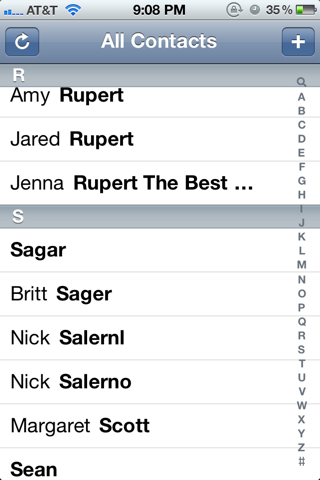 AT&T 9:08 PM 35%
All Contacts +
R
Amy Rupert
Jared Rupert
Jenna Rupert The Best ...
S
Sagar
Britt Sager
Nick Salernl
Nick Salerno
Margaret Scott
Sean
A
B
C
D
E
F
G
H
I
J
K
L
M
N
O
P
Q
R
S
T
U
V
W
X
Y
Z
#